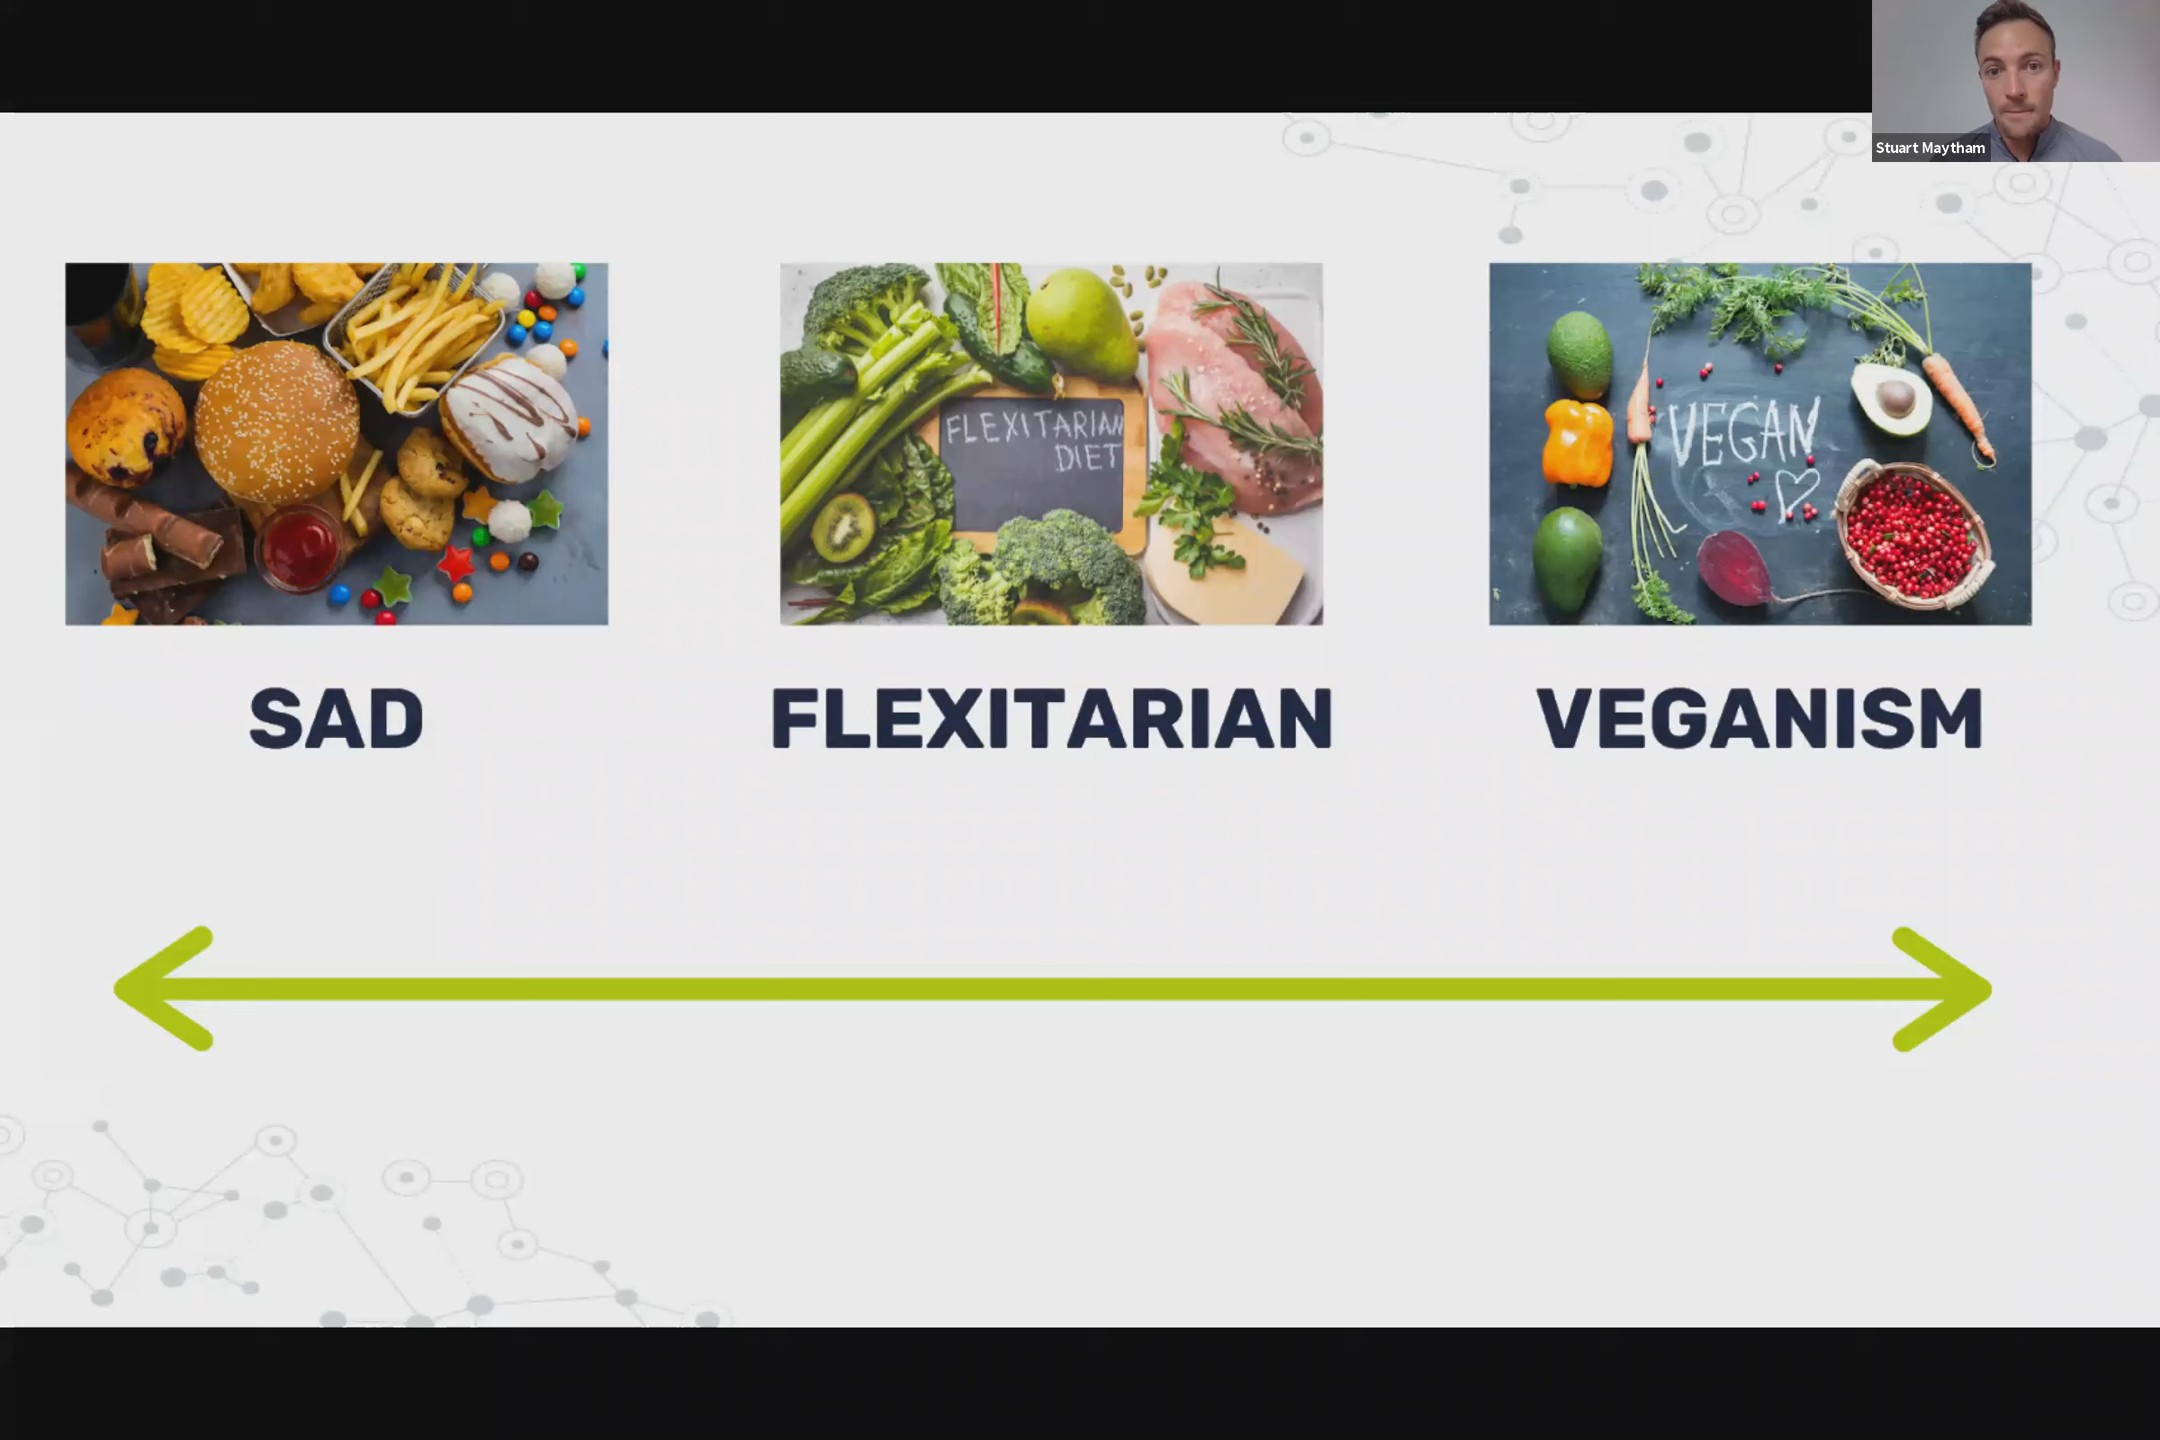 Stuart Maytham
FLEXITARIAN
DIET
VEGAN
SAD
FLEXITARIAN
VEGANISM